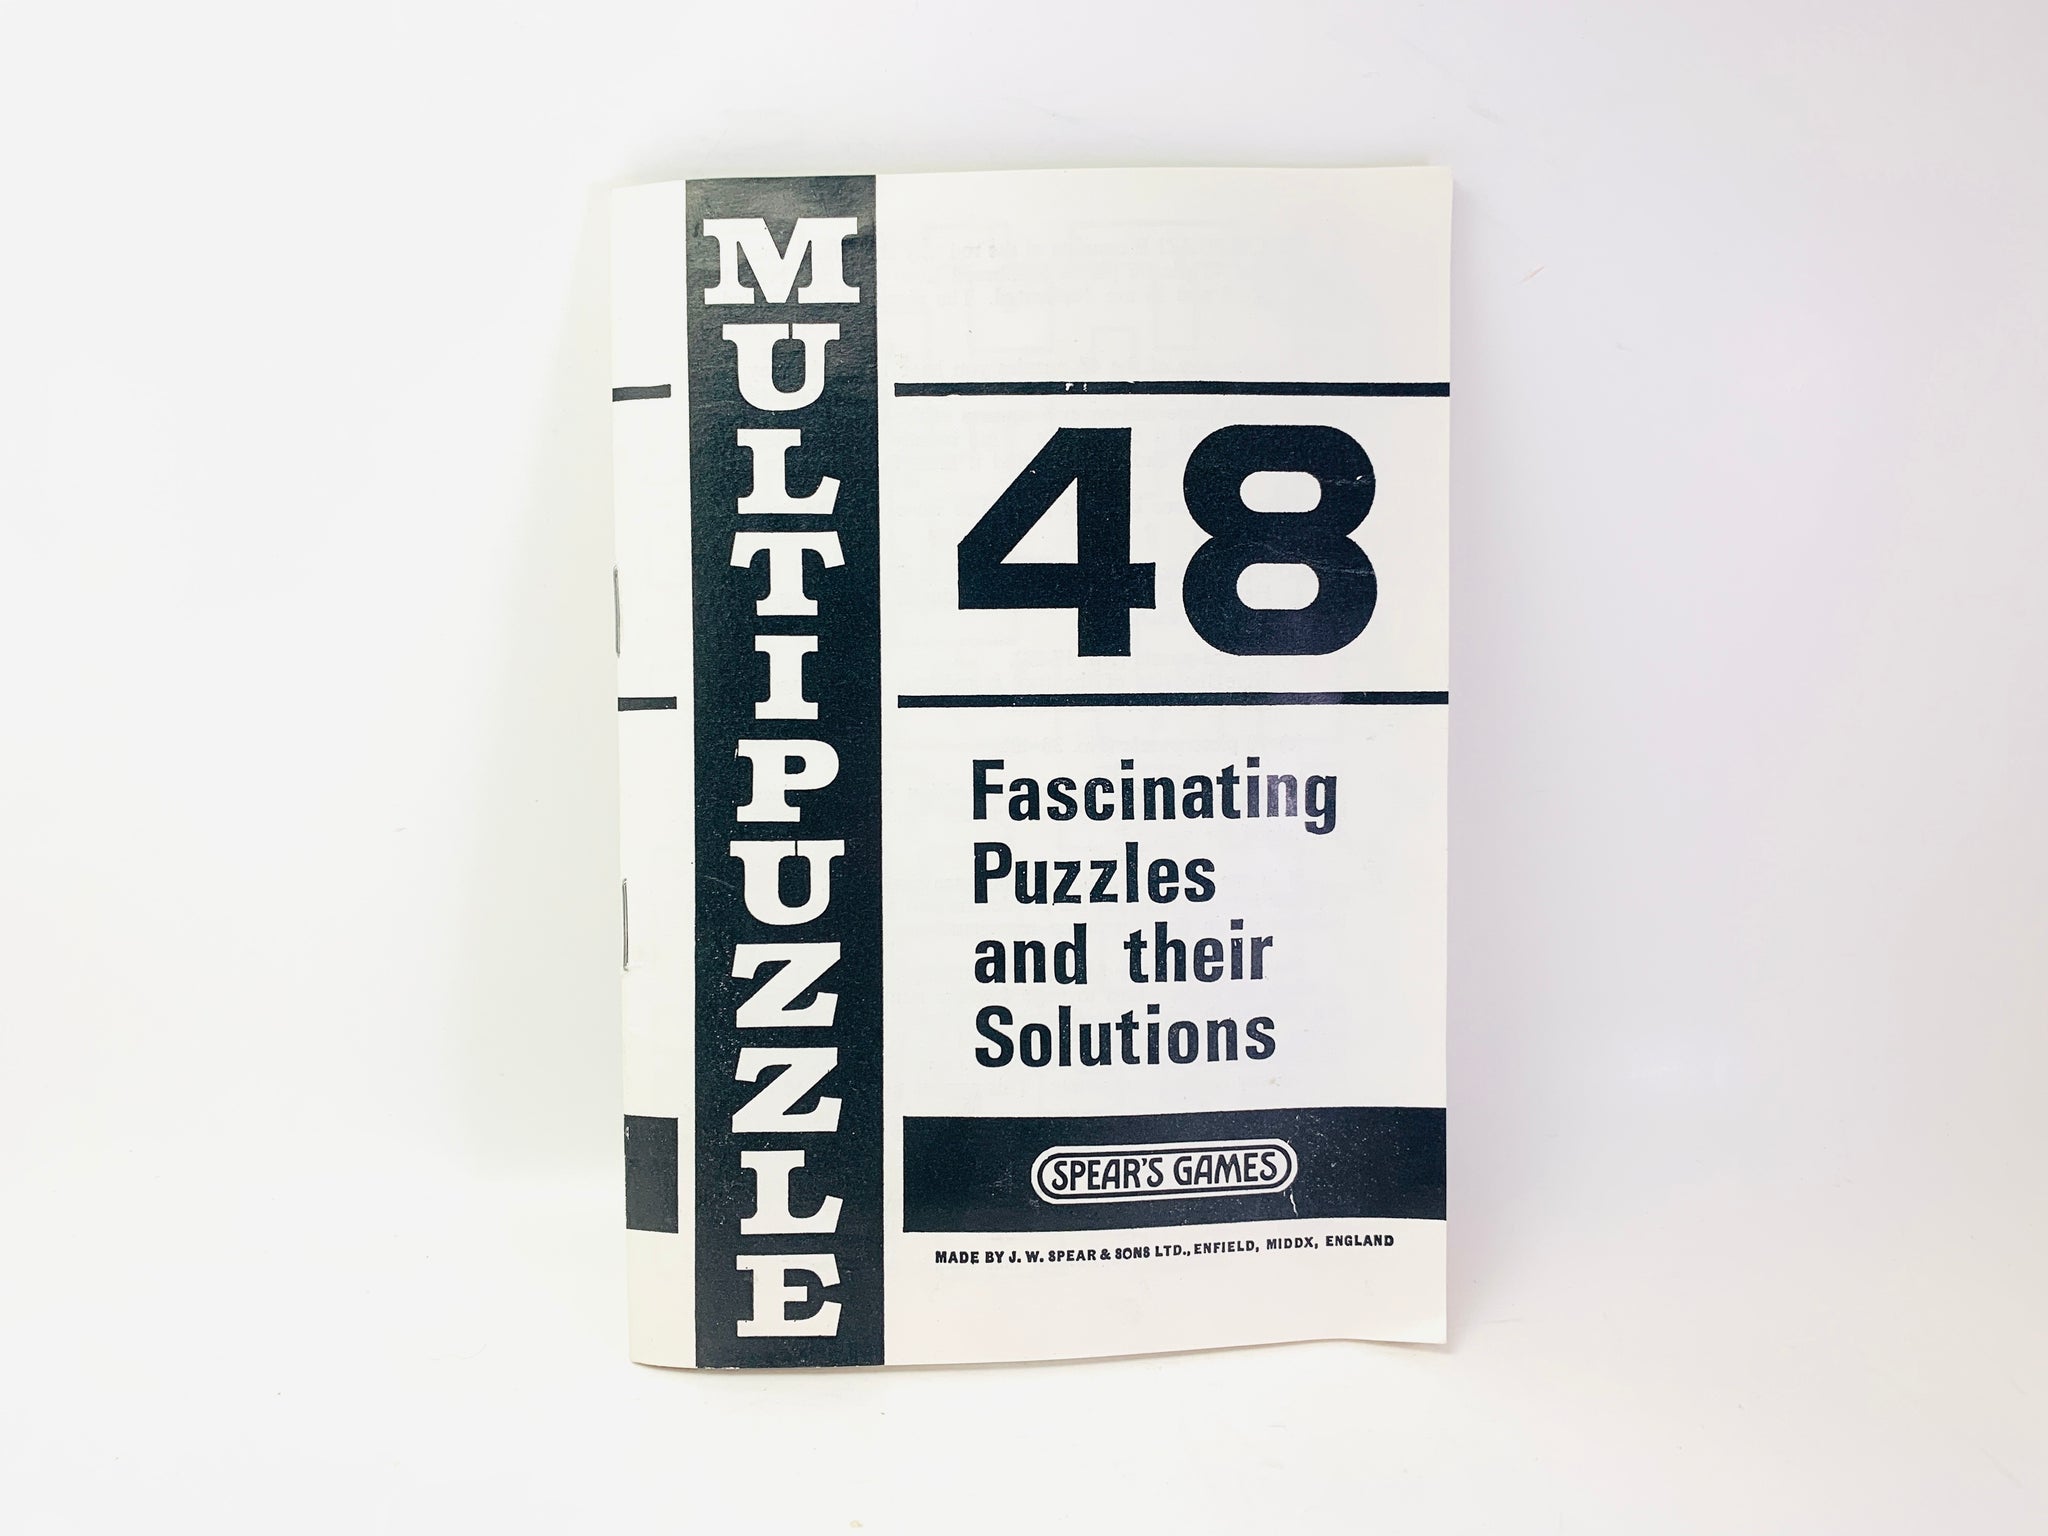 MULTIPUZZLE
48
Fascinating
Puzzles
and their
Solutions
SPEAR'S GAMES
MADE BY J. W. SPEAR & SONS LTD., ENFIELD, MIDDX, ENGLAND